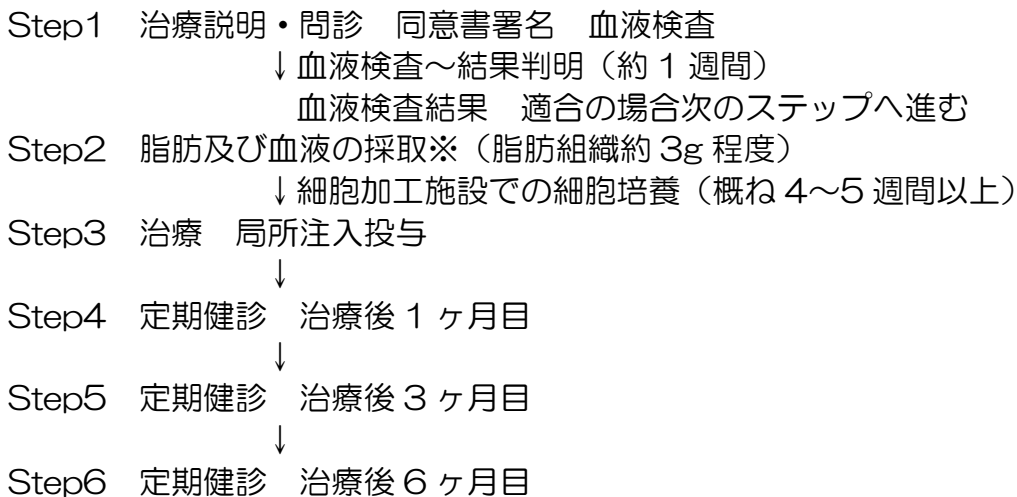 Step1　治療説明・問診　同意書署名　血液検査
↓血液検査～結果判明（約 1 週間）
血液検査結果　適合の場合次のステップへ進む
Step2　脂肪及び血液の採取※（脂肪組織約 3g 程度）
↓細胞加工施設での細胞培養（概ね 4～5 週間以上）
Step3　治療　局所注入投与
↓
Step4　定期健診　治療後 1 ヶ月目
↓
Step5　定期健診　治療後 3 ヶ月目
↓
Step6　定期健診　治療後 6 ヶ月目